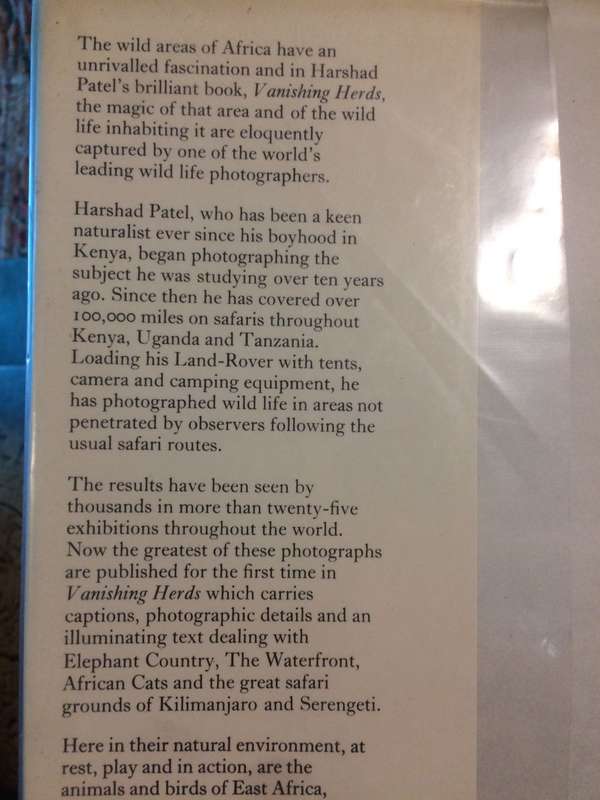 The wild areas of Africa have an
unrivalled fascination and in Harshad
Patel's brilliant book, Vanishing Herds,
the magic of that area and of the wild
life inhabiting it are eloquently
captured by one of the world's
leading wild life photographers.
Harshad Patel, who has been a keen
naturalist ever since his boyhood in
Kenya, began photographing the
subject he was studying over ten years
ago. Since then he has covered over
100,000 miles on safaris throughout
Kenya, Uganda and Tanzania.
Loading his Land-Rover with tents,
camera and camping equipment, he
has photographed wild life in areas not
penetrated by observers following the
usual safari routes.
The results have been seen by
thousands in more than twenty-five
exhibitions throughout the world.
Now the greatest of these photographs
are published for the first time in
Vanishing Herds which carries
captions, photographic details and an
illuminating text dealing with
Elephant Country, The Waterfront,
African Cats and the great safari
grounds of Kilimanjaro and Serengeti.
Here in their natural environment, at
rest, play and in action, are the
animals and birds of East Africa,